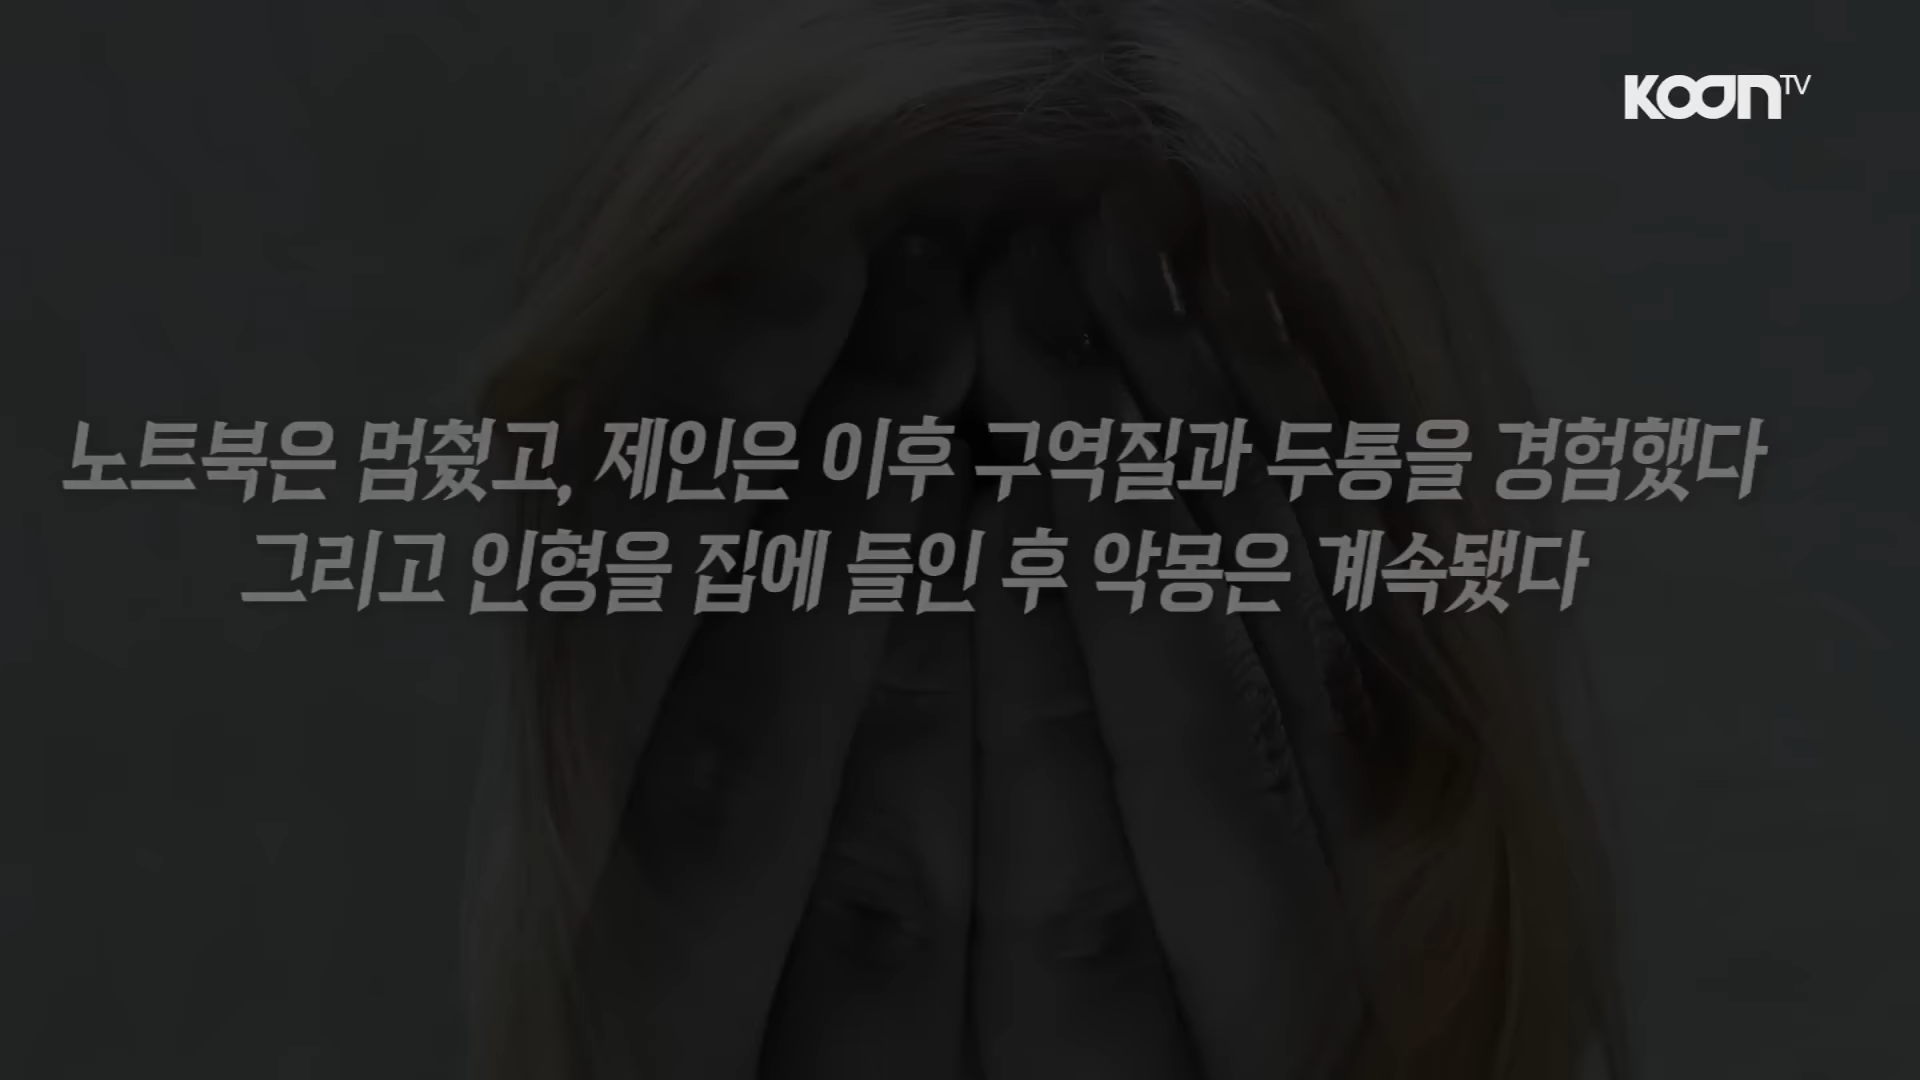 KOON TV
노트북은 멈췄고, 제인은 이후 구역질과 두통을 경험했다
그리고 인형을 집에 들인 후 악몽은 계속됐다